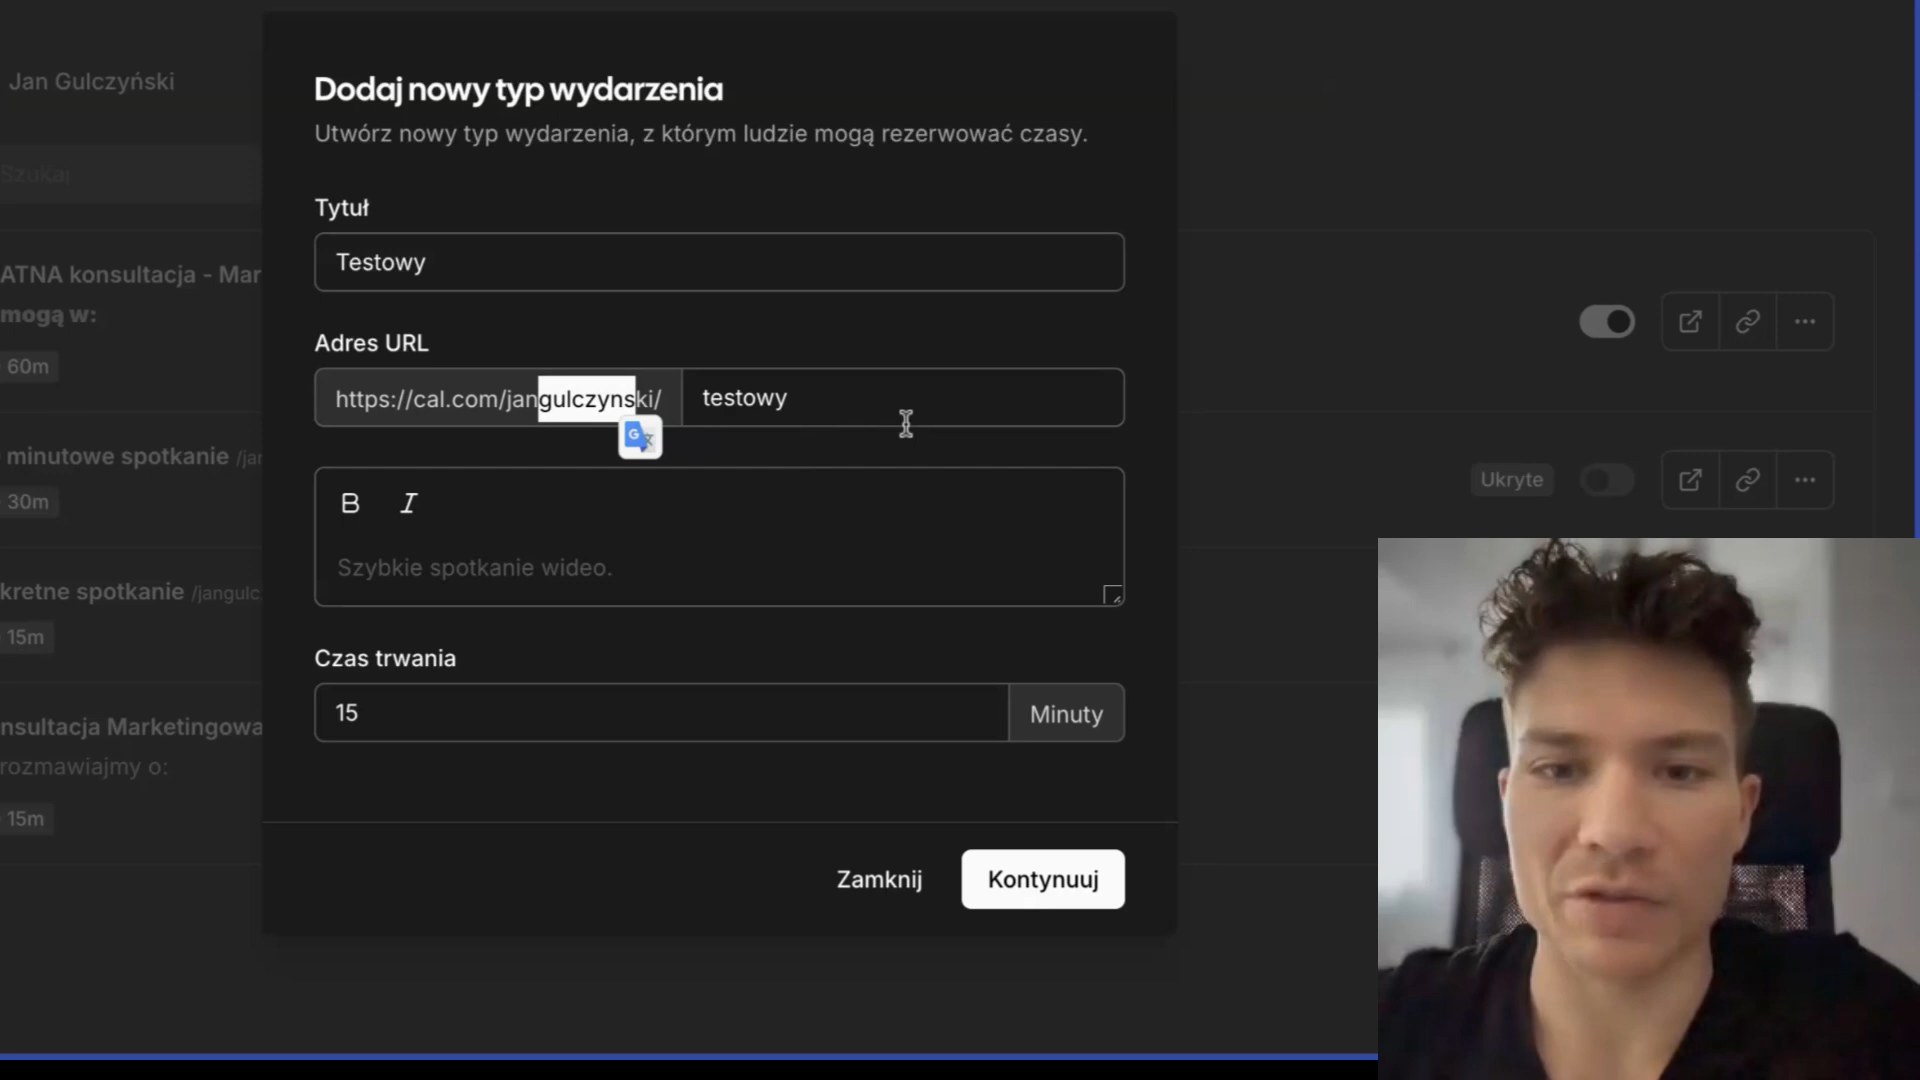 Jan Gulczyński
Szukaj
ATNA konsultacja - Mar
mogą w:
60m
minutowe spotkanie /jar
30m
kretne spotkanie /jangulc
15m
nsultacja Marketingowa
rozmawiajmy o:
15m
Dodaj nowy typ wydarzenia
Utwórz nowy typ wydarzenia, z którym ludzie mogą rezerwować czasy.
Tytuł
Testowy
Adres URL
https://cal.com/jangulczynski/ testowy
B I
Szybkie spotkanie wideo.
Czas trwania
15 Minuty
Zamknij Kontynuuj
Ukryte